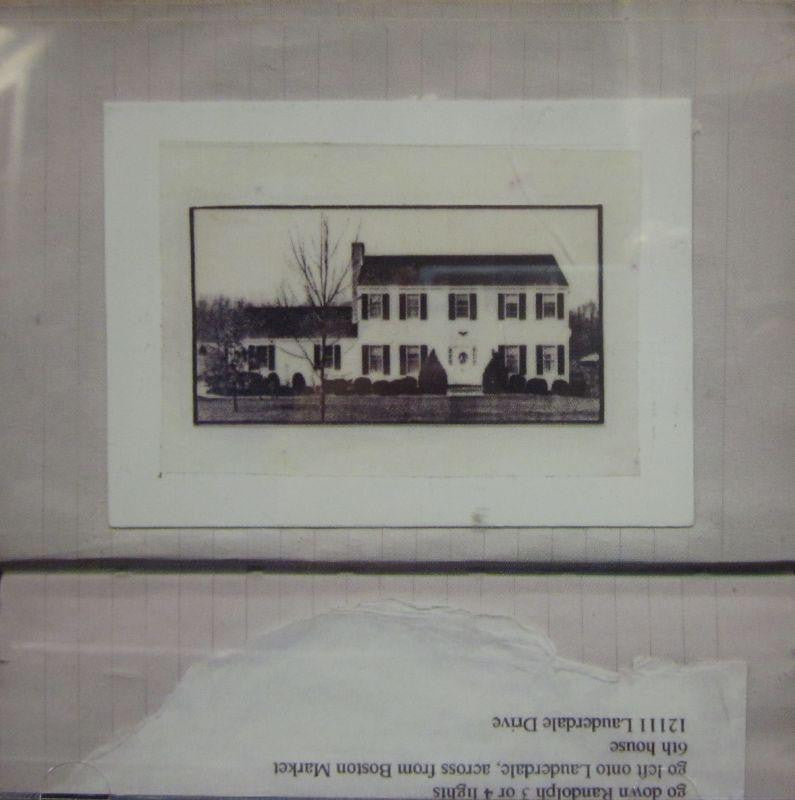 go down Randolph 3 or 4 lights
go left onto Lauderdale, across from Boston Market
6th house
12111 Lauderdale Drive